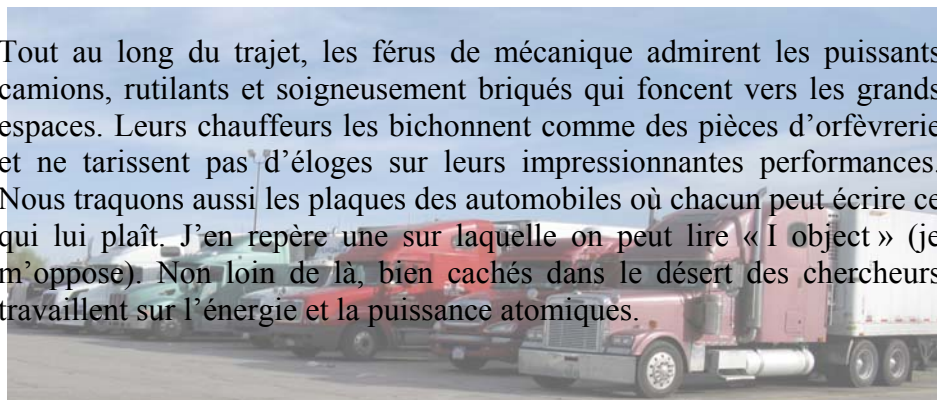 Tout au long du trajet, les férus de mécanique admirent les puissants
camions, rutilants et soigneusement briqués qui foncent vers les grands
espaces. Leurs chauffeurs les bichonnent comme des pièces d’orfèvrerie
et ne tarissent pas d’éloges sur leurs impressionnantes performances.
Nous traquons aussi les plaques des automobiles où chacun peut écrire ce
qui lui plaît. J’en repère une sur laquelle on peut lire « I object » (je
m’oppose). Non loin de là, bien cachés dans le désert des chercheurs
travaillent sur l’énergie et la puissance atomiques.